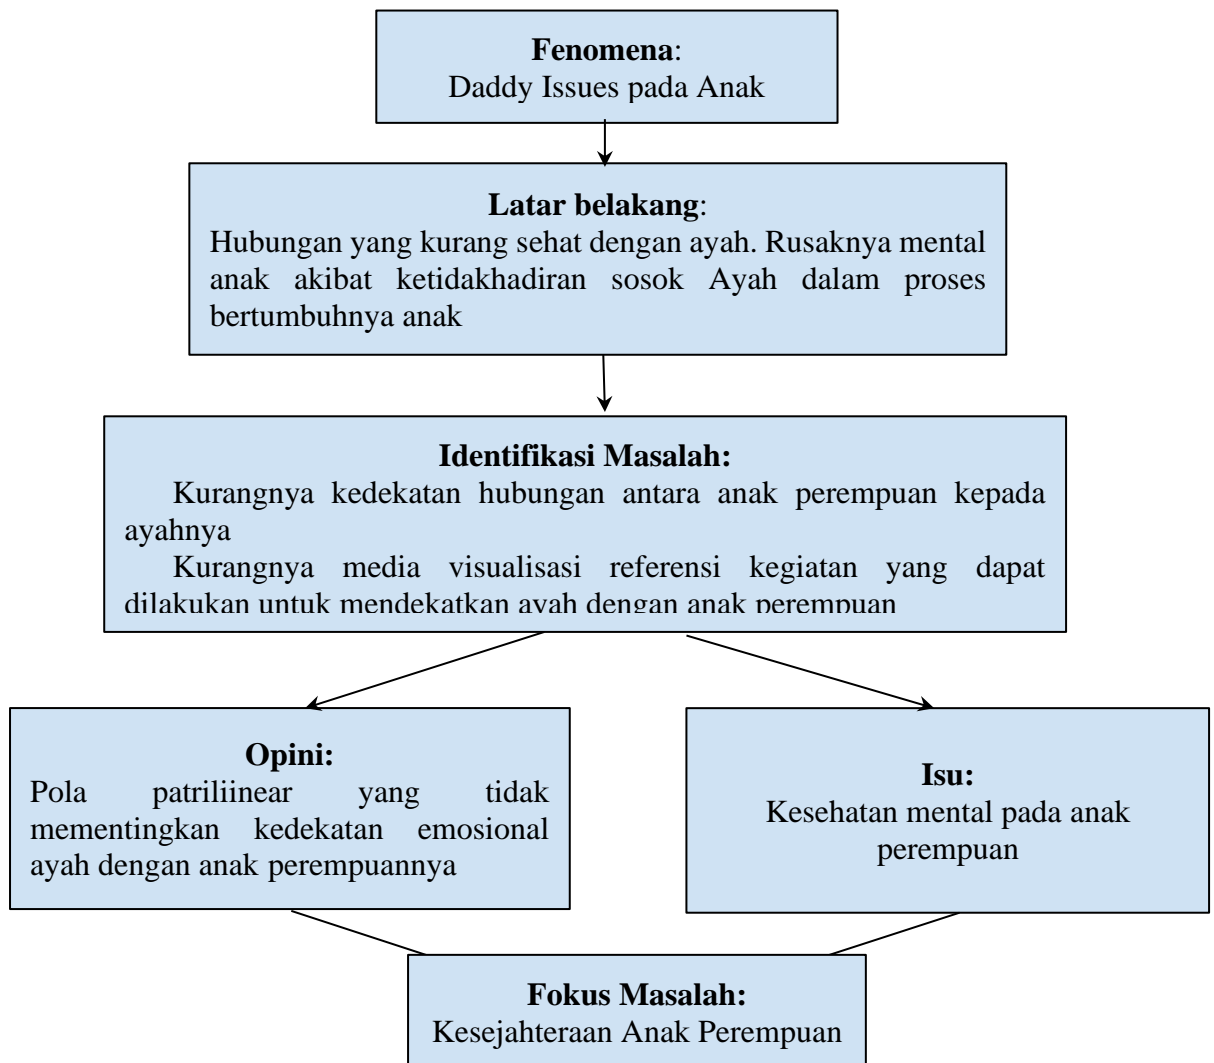 Fenomena:
Daddy Issues pada Anak
Latar belakang:
Hubungan yang kurang sehat dengan ayah. Rusaknya mental
anak akibat ketidakhadiran sosok Ayah dalam proses
bertumbuhnya anak
Identifikasi Masalah:
Kurangnya kedekatan hubungan antara anak perempuan kepada
ayahnya
Kurangnya media visualisasi referensi kegiatan yang dapat
dilakukan untuk mendekatkan ayah dengan anak perempuan
Opini:
Pola patriliinear yang tidak
mementingkan kedekatan emosional
ayah dengan anak perempuannya
Isu:
Kesehatan mental pada anak
perempuan
Fokus Masalah:
Kesejahteraan Anak Perempuan